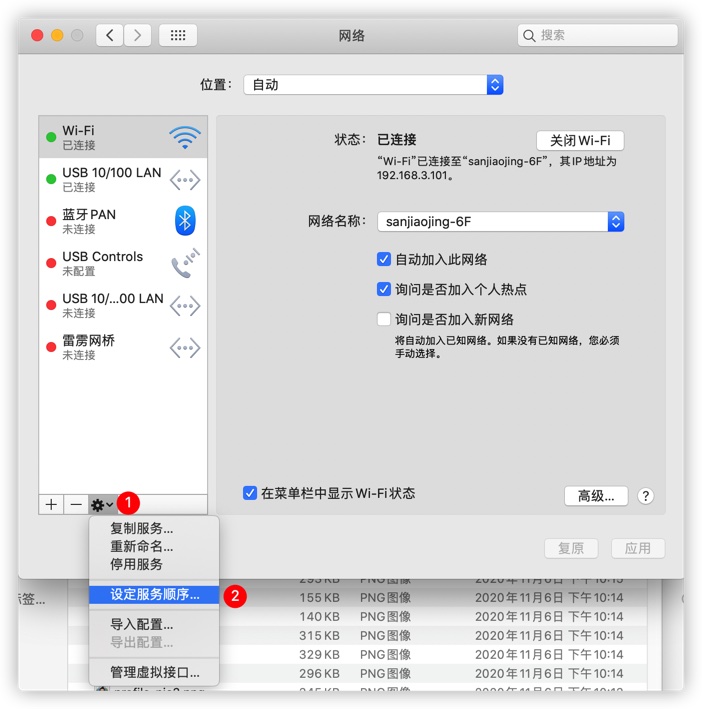 网络
搜索
位置：
自动
Wi-Fi
已连接
USB 10/100 LAN
已连接
蓝牙 PAN
未连接
USB Controls
未配置
USB 10/...00 LAN
未连接
雷雳网桥
未连接
状态：
已连接
关闭 Wi-Fi
“Wi-Fi”已连接至“sanjiaojing-6F”，其 IP 地址为
192.168.3.101。
网络名称：
sanjiaojing-6F
自动加入此网络
询问是否加入个人热点
询问是否加入新网络
将自动加入已知网络。如果没有已知网络，您必须
手动选择。
在菜单栏中显示 Wi-Fi 状态
高级...
?
1
复制服务...
重新命名...
停用服务
设定服务顺序...
2
导入配置...
导出配置...
管理虚拟接口...
复原
应用
标签...
293 KB PNG图像 2020年11月6日 下午10:15
155 KB PNG图像 2020年11月6日 下午10:14
140 KB PNG图像 2020年11月6日 下午10:14
315 KB PNG图像 2020年11月6日 下午10:14
329 KB PNG图像 2020年11月6日 下午10:14
296 KB PNG图像 2020年11月6日 下午10:14
PNG图像 2020年11月6日